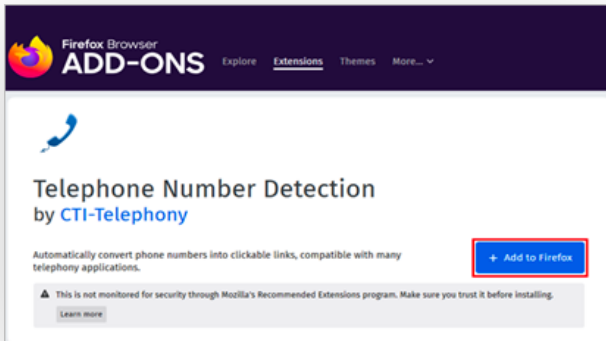 Firefox Browser
ADD-ONS
Explore Extensions Themes More...
Telephone Number Detection
by CTI-Telephony
Automatically convert phone numbers into clickable links, compatible with many
telephony applications.
+ Add to Firefox
This is not monitored for security through Mozilla's Recommended Extensions program. Make sure you trust it before installing.
Learn more